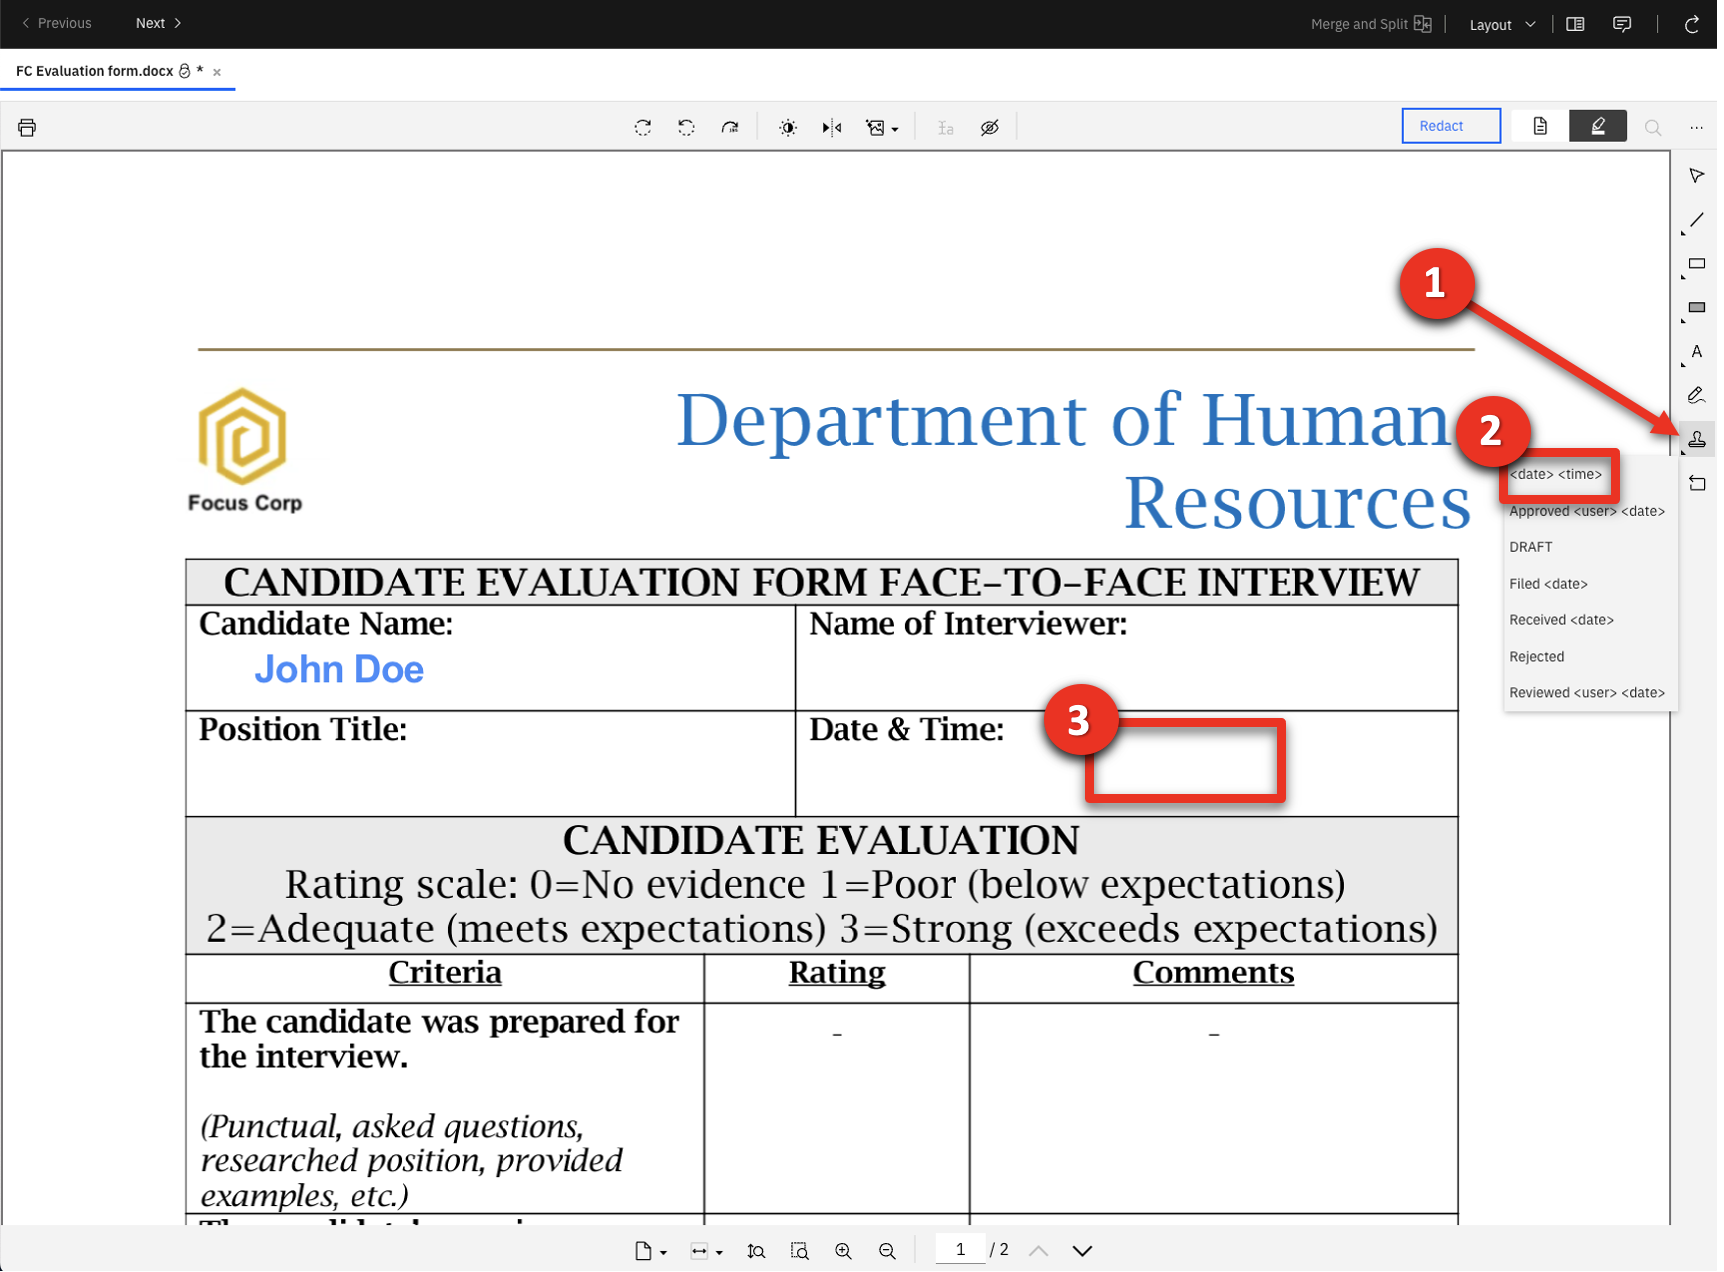 Previous
Next
Merge and Split
Layout
FC Evaluation form.docx *
Redact
1
2
<date> <time>
Approved <user> <date>
DRAFT
Filed <date>
Received <date>
Rejected
Reviewed <user> <date>
A
Department of Human
Resources
Focus Corp
CANDIDATE EVALUATION FORM FACE-TO-FACE INTERVIEW
Candidate Name:
John Doe
Name of Interviewer:
Position Title:
Date & Time:
3
CANDIDATE EVALUATION
Rating scale: 0=No evidence 1=Poor (below expectations)
2=Adequate (meets expectations) 3=Strong (exceeds expectations)
Criteria
Rating
Comments
The candidate was prepared for
the interview.
(Punctual, asked questions,
researched position, provided
examples, etc.)
-
-
1 / 2